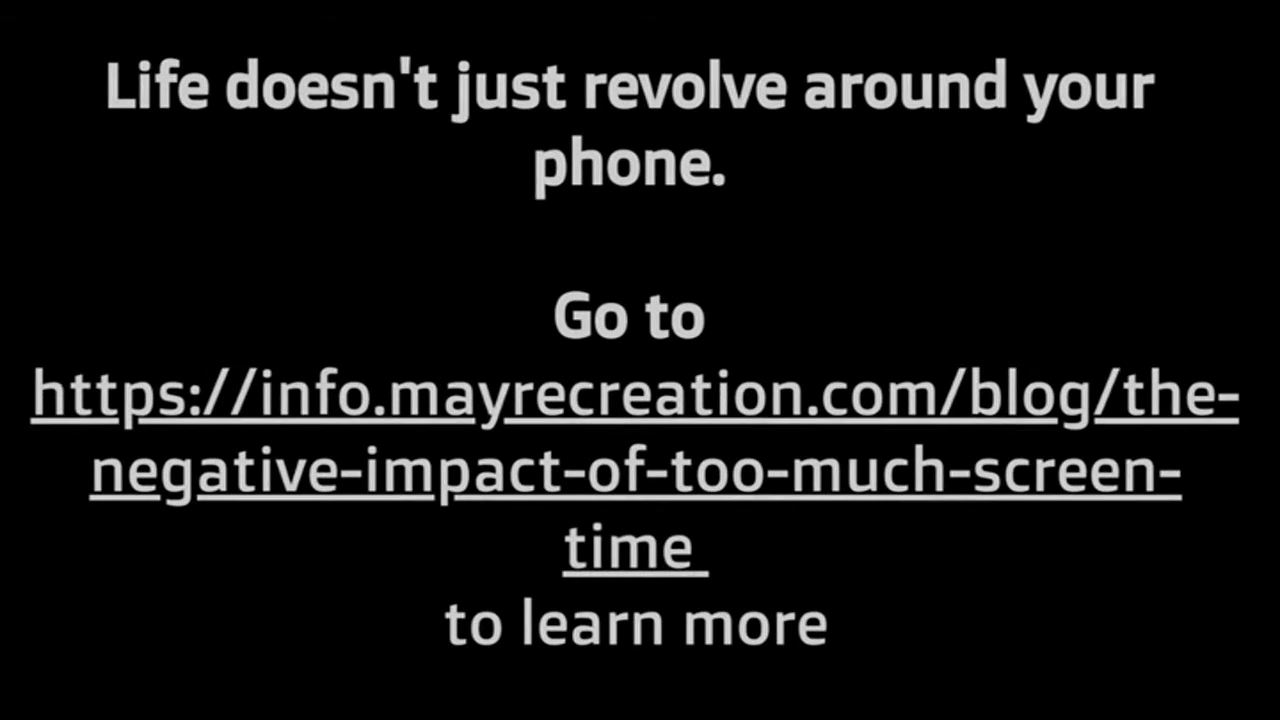 Life doesn't just revolve around your
phone.
Go to
https://info.mayrecreation.com/blog/the-
negative-impact-of-too-much-screen-
time
to learn more